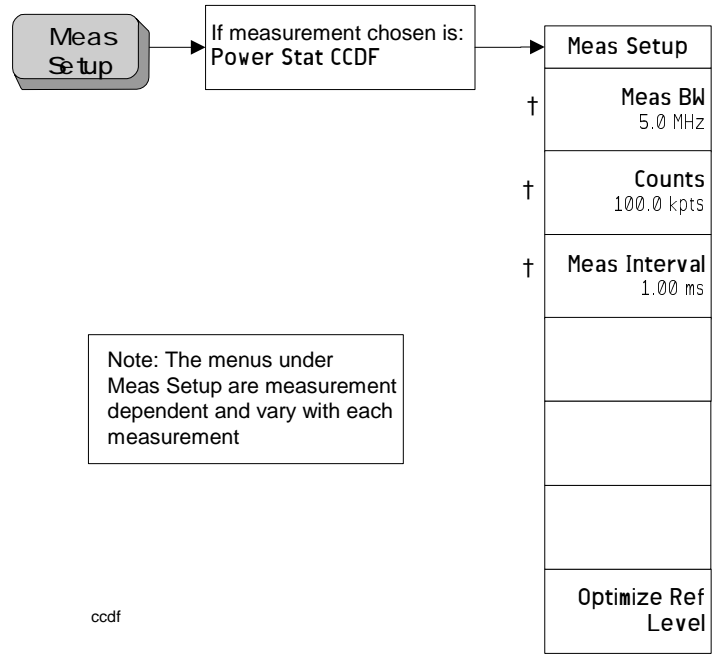 Meas
Setup
If measurement chosen is:
Power Stat CCDF
Meas Setup
†
Meas BW
5.0 MHz
†
Counts
100.0 kpts
†
Meas Interval
1.00 ms
Note: The menus under
Meas Setup are measurement
dependent and vary with each
measurement
Optimize Ref
Level
ccdf